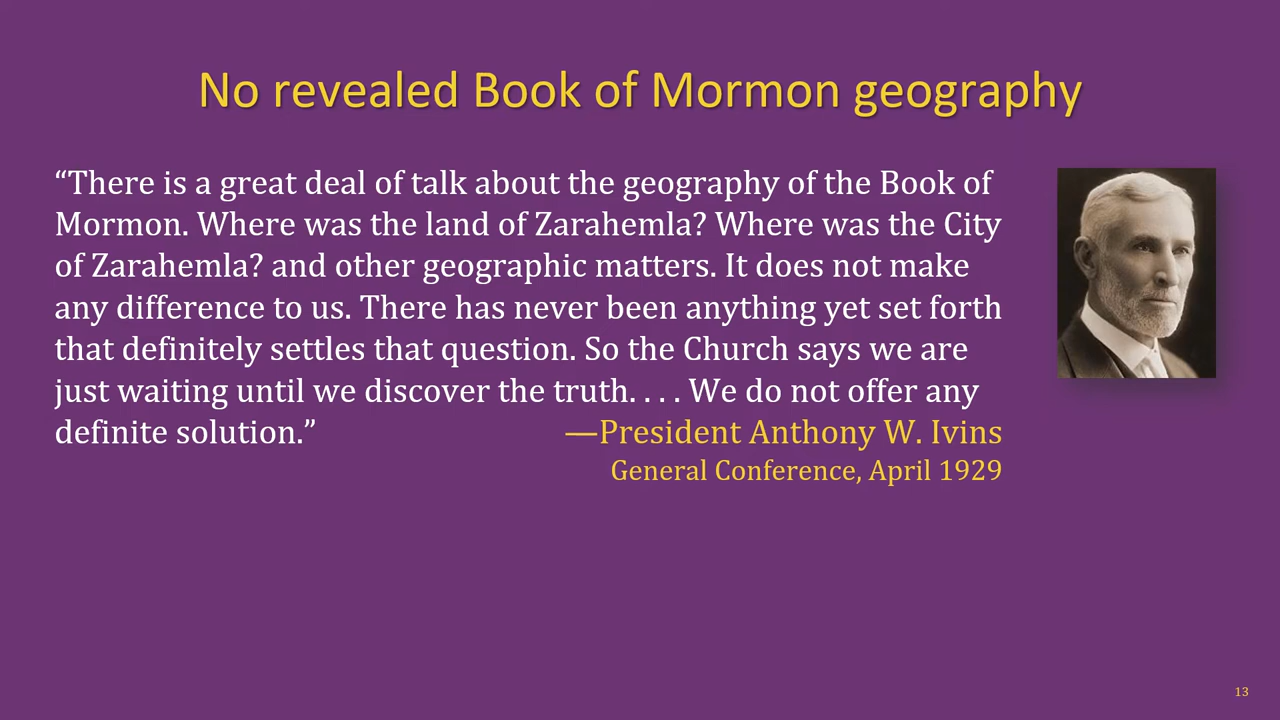 No revealed Book of Mormon geography
“There is a great deal of talk about the geography of the Book of
Mormon. Where was the land of Zarahemla? Where was the City
of Zarahemla? and other geographic matters. It does not make
any difference to us. There has never been anything yet set forth
that definitely settles that question. So the Church says we are
just waiting until we discover the truth. . . . We do not offer any
definite solution.” —President Anthony W. Ivins
General Conference, April 1929
13